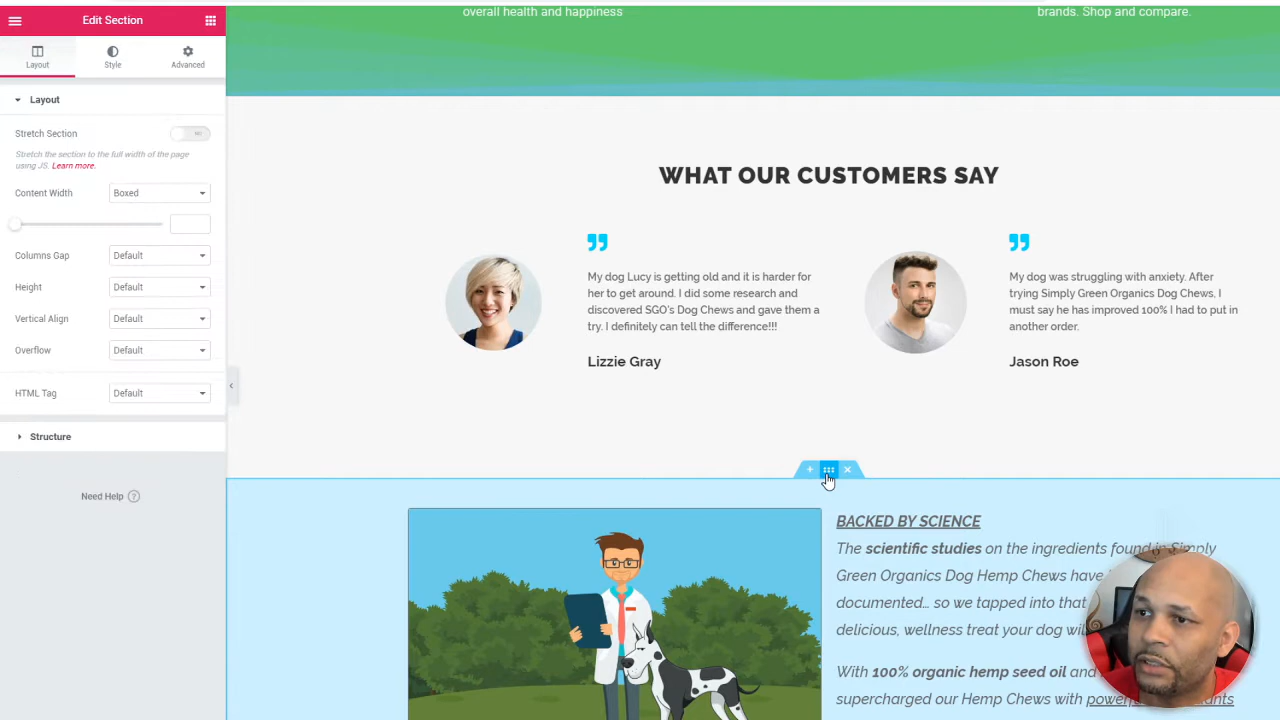 Edit Section
Layout
Style
Advanced
Layout
Stretch Section
NO
Stretch the section to the full width of the page
using JS. Learn more.
Content Width
Boxed
Columns Gap
Default
Height
Default
Vertical Align
Default
Overflow
Default
HTML Tag
Default
Structure
Need Help ?
overall health and happiness
brands. Shop and compare.
WHAT OUR CUSTOMERS SAY
My dog Lucy is getting old and it is harder for
her to get around. I did some research and
discovered SGO's Dog Chews and gave them a
try. I definitely can tell the difference!!!
Lizzie Gray
My dog was struggling with anxiety. After
trying Simply Green Organics Dog Chews, I
must say he has improved 100% I had to put in
another order.
Jason Roe
BACKED BY SCIENCE
The scientific studies on the ingredients found in Simply
Green Organics Dog Hemp Chews have
documented... so we tapped into that
delicious, wellness treat your dog
With 100% organic hemp seed oil and
supercharged our Hemp Chews with